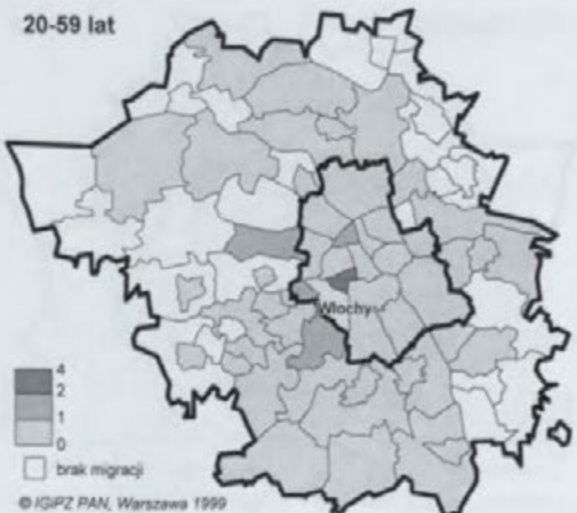 20-59 lat
Włochy
4
2
1
0
brak migracji
© IGiPZ PAN, Warszawa 1999